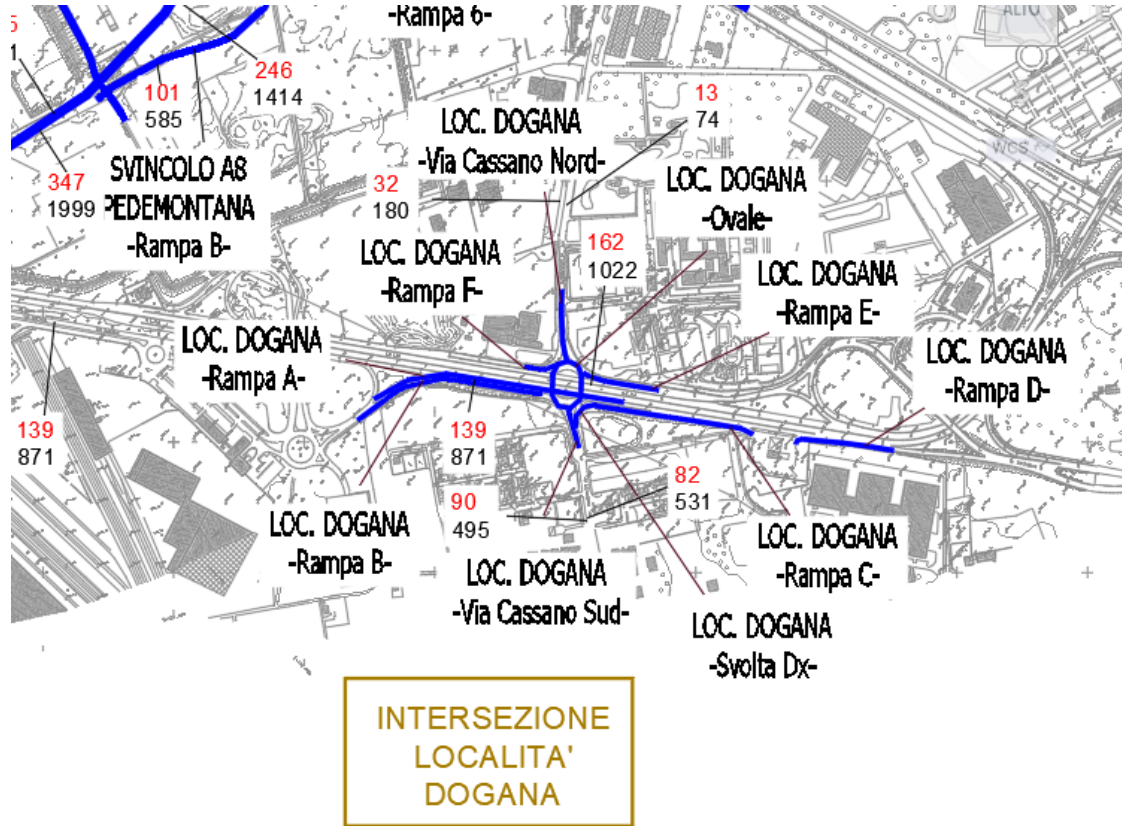 -Rampa 6-
ALTO
246
1414
101
585
13
74
LOC. DOGANA
-Via Cassano Nord-
WCS
SVINCOLO A8
PEDEMONTANA
-Rampa B-
347
1999
32
180
LOC. DOGANA
-Ovale-
162
1022
LOC. DOGANA
-Rampa F-
LOC. DOGANA
-Rampa E-
LOC. DOGANA
-Rampa A-
LOC. DOGANA
-Rampa D-
139
871
139
871
82
531
90
495
LOC. DOGANA
-Rampa B-
LOC. DOGANA
-Rampa C-
LOC. DOGANA
-Via Cassano Sud-
LOC. DOGANA
-Svolta Dx-
INTERSEZIONE
LOCALITA'
DOGANA